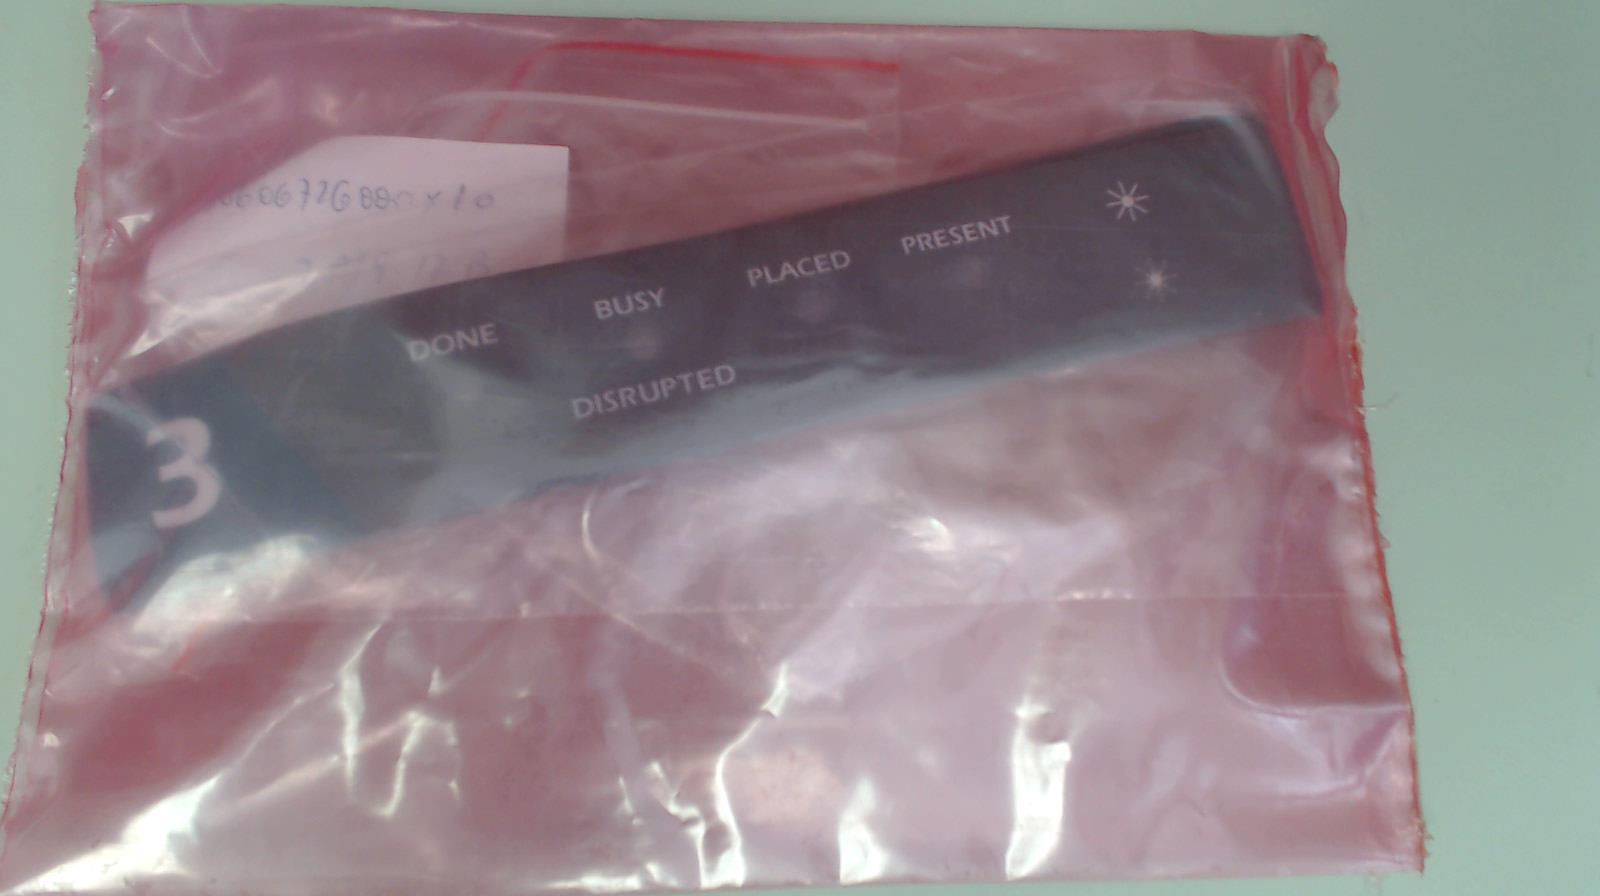 DONE
BUSY
PLACED
PRESENT
DISRUPTED
3